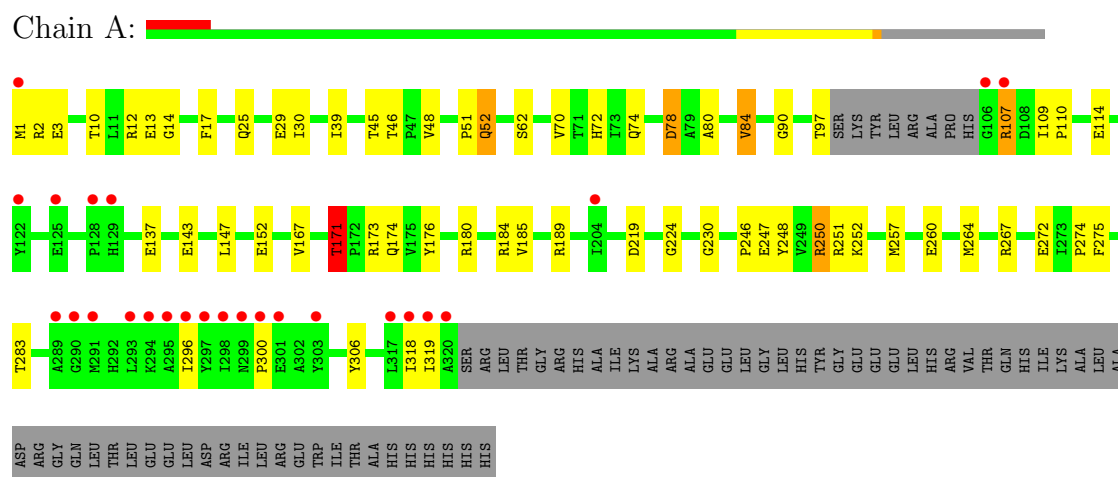 Chain A:
M1 R2 E3 T10 L11 R12 E13 G14 F17 Q25 E29 I30 I39 T45 T46 P47 V48 P51 Q52 S62 V70 T71 H72 I73 Q74 D78 A79 A80 V84 G90 T97 SER LYS TYR LEU ARG ALA PRO HIS G106 R107 D108 I109 P110 E114
Y122 E125 P128 H129 E137 E143 L147 E152 V167 T171 P172 R173 Q174 V175 Y176 R180 R184 V185 R189 I204 D219 G224 G230 P246 E247 Y248 V249 R250 R251 K252 M257 E260 M264 R267 E272 I273 P274 F275
T283 A289 G290 M291 H292 L293 K294 A295 I296 Y297 I298 N299 P300 E301 A302 Y303 Y306 L317 I318 I319 A320 SER ARG LEU THR GLY ARG HIS ALA ILE LYS ALA ARG ALA GLU GLU LEU GLY LEU HIS TYR GLY GLU GLU LEU HIS ARG VAL THR GLN HIS ILE LYS ALA LEU ALA
ASP ARG GLY GLN LEU THR LEU GLU GLU LEU ASP ARG ILE LEU ARG GLU TRP ILE THR ALA HIS HIS HIS HIS HIS HIS